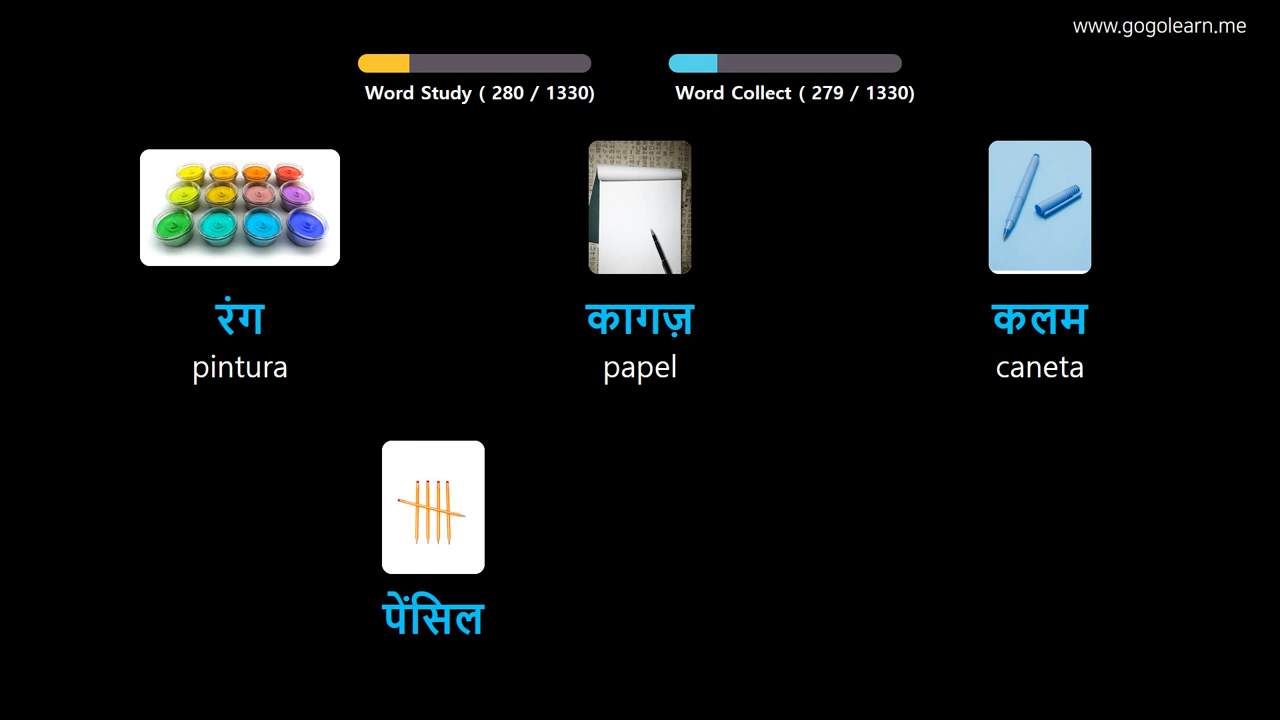 www.gogolearn.me
Word Study ( 280 / 1330)
Word Collect ( 279 / 1330)
रंग
pintura
कागज़
papel
कलम
caneta
पेंसिल